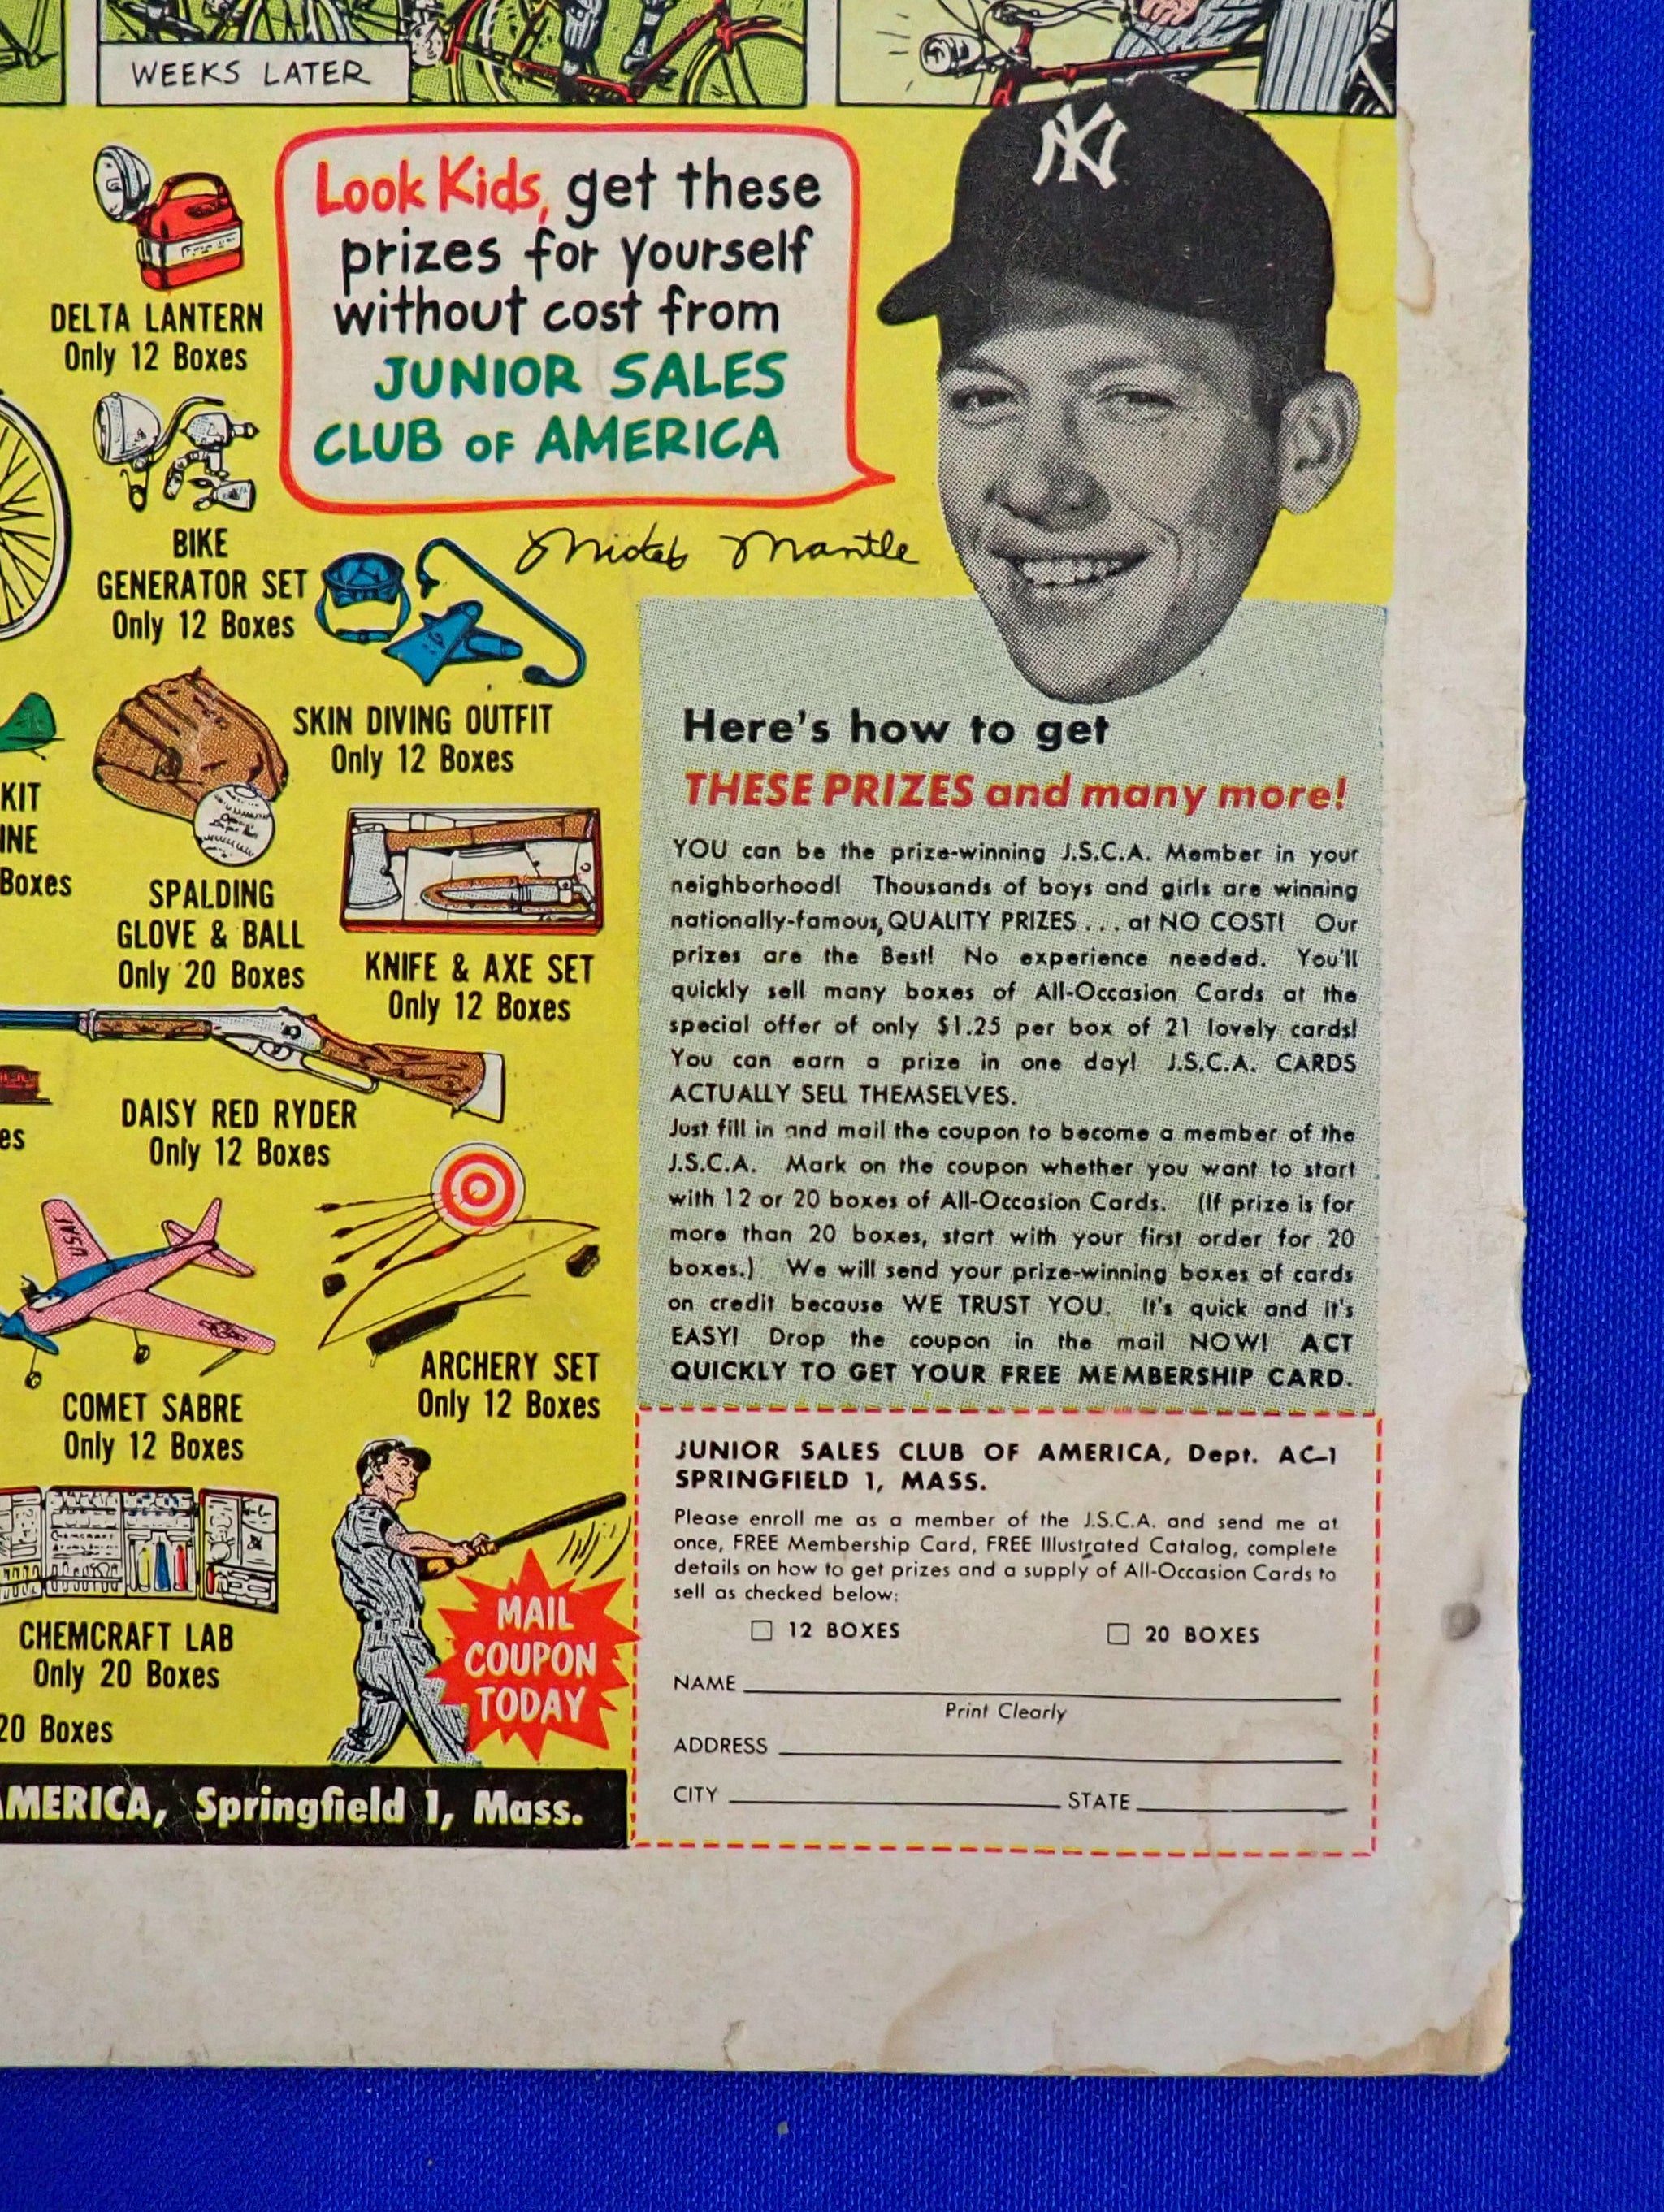 WEEKS LATER
NY
Look Kids, get these
prizes for yourself
without cost from
JUNIOR SALES
CLUB OF AMERICA
Mickey Mantle
DELTA LANTERN
Only 12 Boxes
BIKE
GENERATOR SET
Only 12 Boxes
SKIN DIVING OUTFIT
Only 12 Boxes
KIT
INE
Boxes
SPALDING
GLOVE & BALL
Only 20 Boxes
KNIFE & AXE SET
Only 12 Boxes
DAISY RED RYDER
Only 12 Boxes
es
USAF
COMET SABRE
Only 12 Boxes
ARCHERY SET
Only 12 Boxes
CHEMCRAFT
CHEMCRAFT LAB
Only 20 Boxes
20 Boxes
MAIL
COUPON
TODAY
AMERICA, Springfield 1, Mass.
Here's how to get
THESE PRIZES and many more!
YOU can be the prize-winning J.S.C.A. Member in your
neighborhood! Thousands of boys and girls are winning
nationally-famous, QUALITY PRIZES . . . at NO COST! Our
prizes are the Best! No experience needed. You'll
quickly sell many boxes of All-Occasion Cards at the
special offer of only $1.25 per box of 21 lovely cards!
You can earn a prize in one day! J.S.C.A. CARDS
ACTUALLY SELL THEMSELVES.
Just fill in and mail the coupon to become a member of the
J.S.C.A. Mark on the coupon whether you want to start
with 12 or 20 boxes of All-Occasion Cards. (If prize is for
more than 20 boxes, start with your first order for 20
boxes.) We will send your prize-winning boxes of cards
on credit because WE TRUST YOU. It's quick and it's
EASY! Drop the coupon in the mail NOW! ACT
QUICKLY TO GET YOUR FREE MEMBERSHIP CARD.
JUNIOR SALES CLUB OF AMERICA, Dept. AC-1
SPRINGFIELD 1, MASS.
Please enroll me as a member of the J.S.C.A. and send me at
once, FREE Membership Card, FREE Illustrated Catalog, complete
details on how to get prizes and a supply of All-Occasion Cards to
sell as checked below:
☐ 12 BOXES ☐ 20 BOXES
NAME
Print Clearly
ADDRESS
CITY STATE